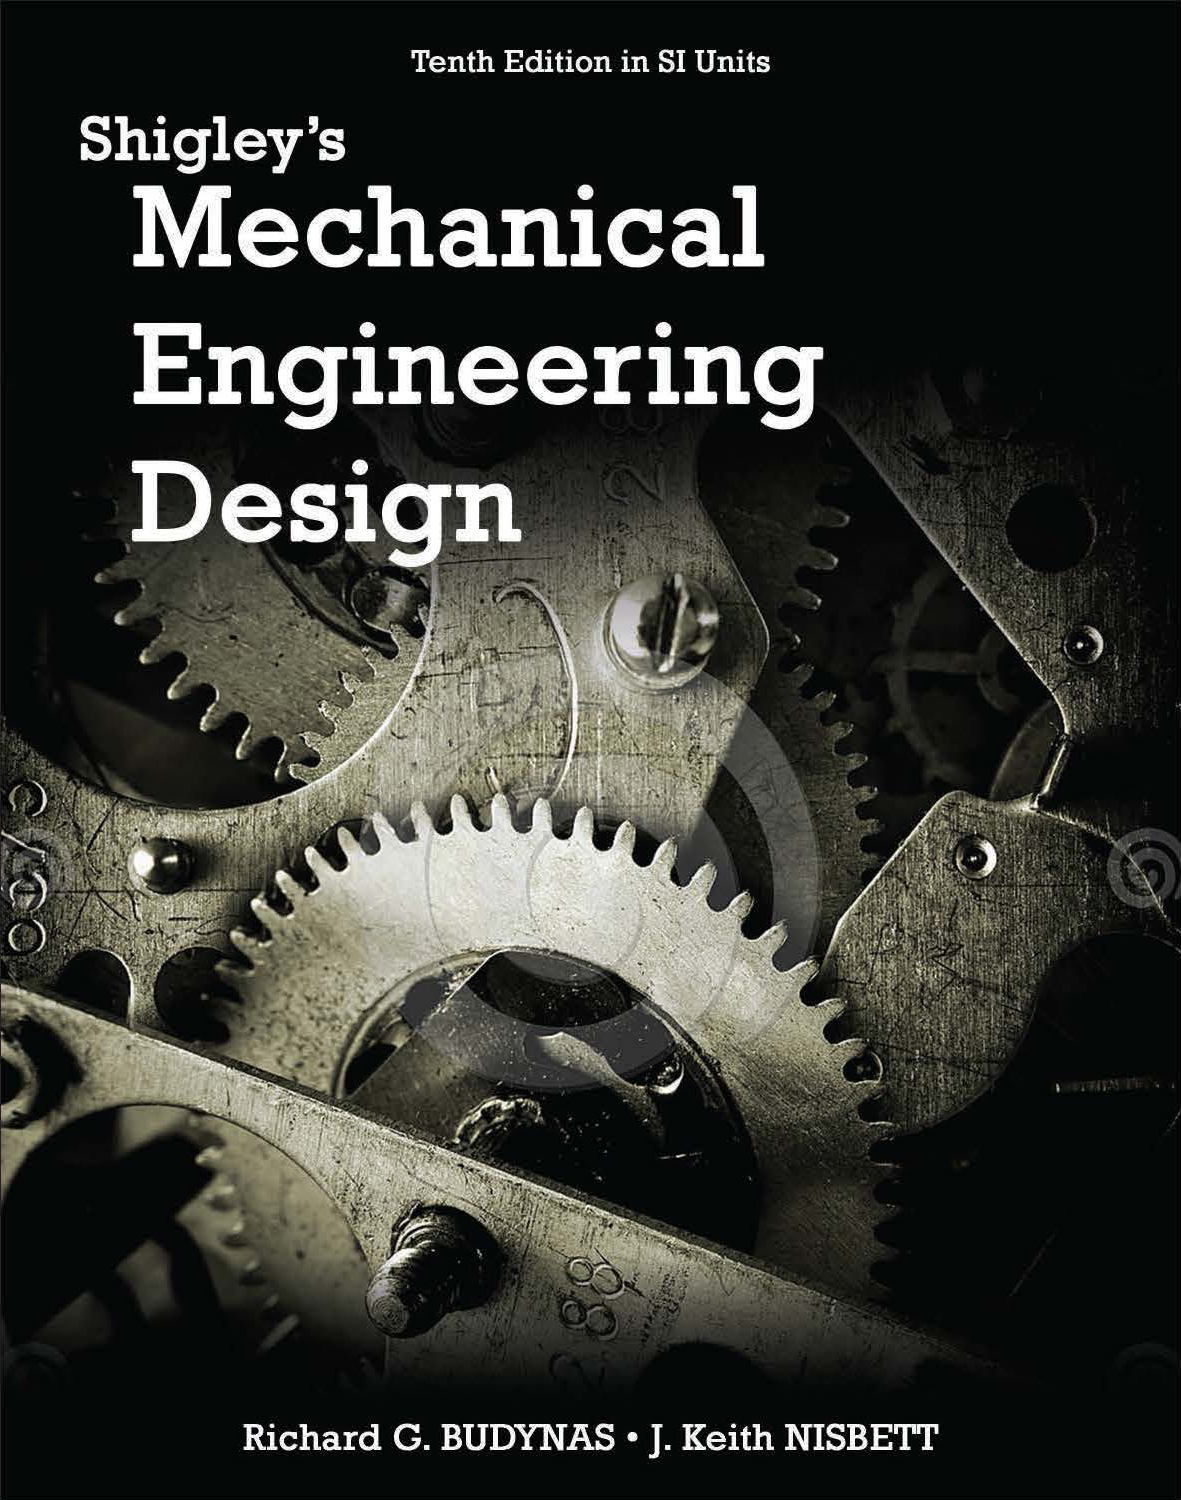 Tenth Edition in SI Units
Shigley's
Mechanical
Engineering
Design
Richard G. BUDYNAS • J. Keith NISBETT